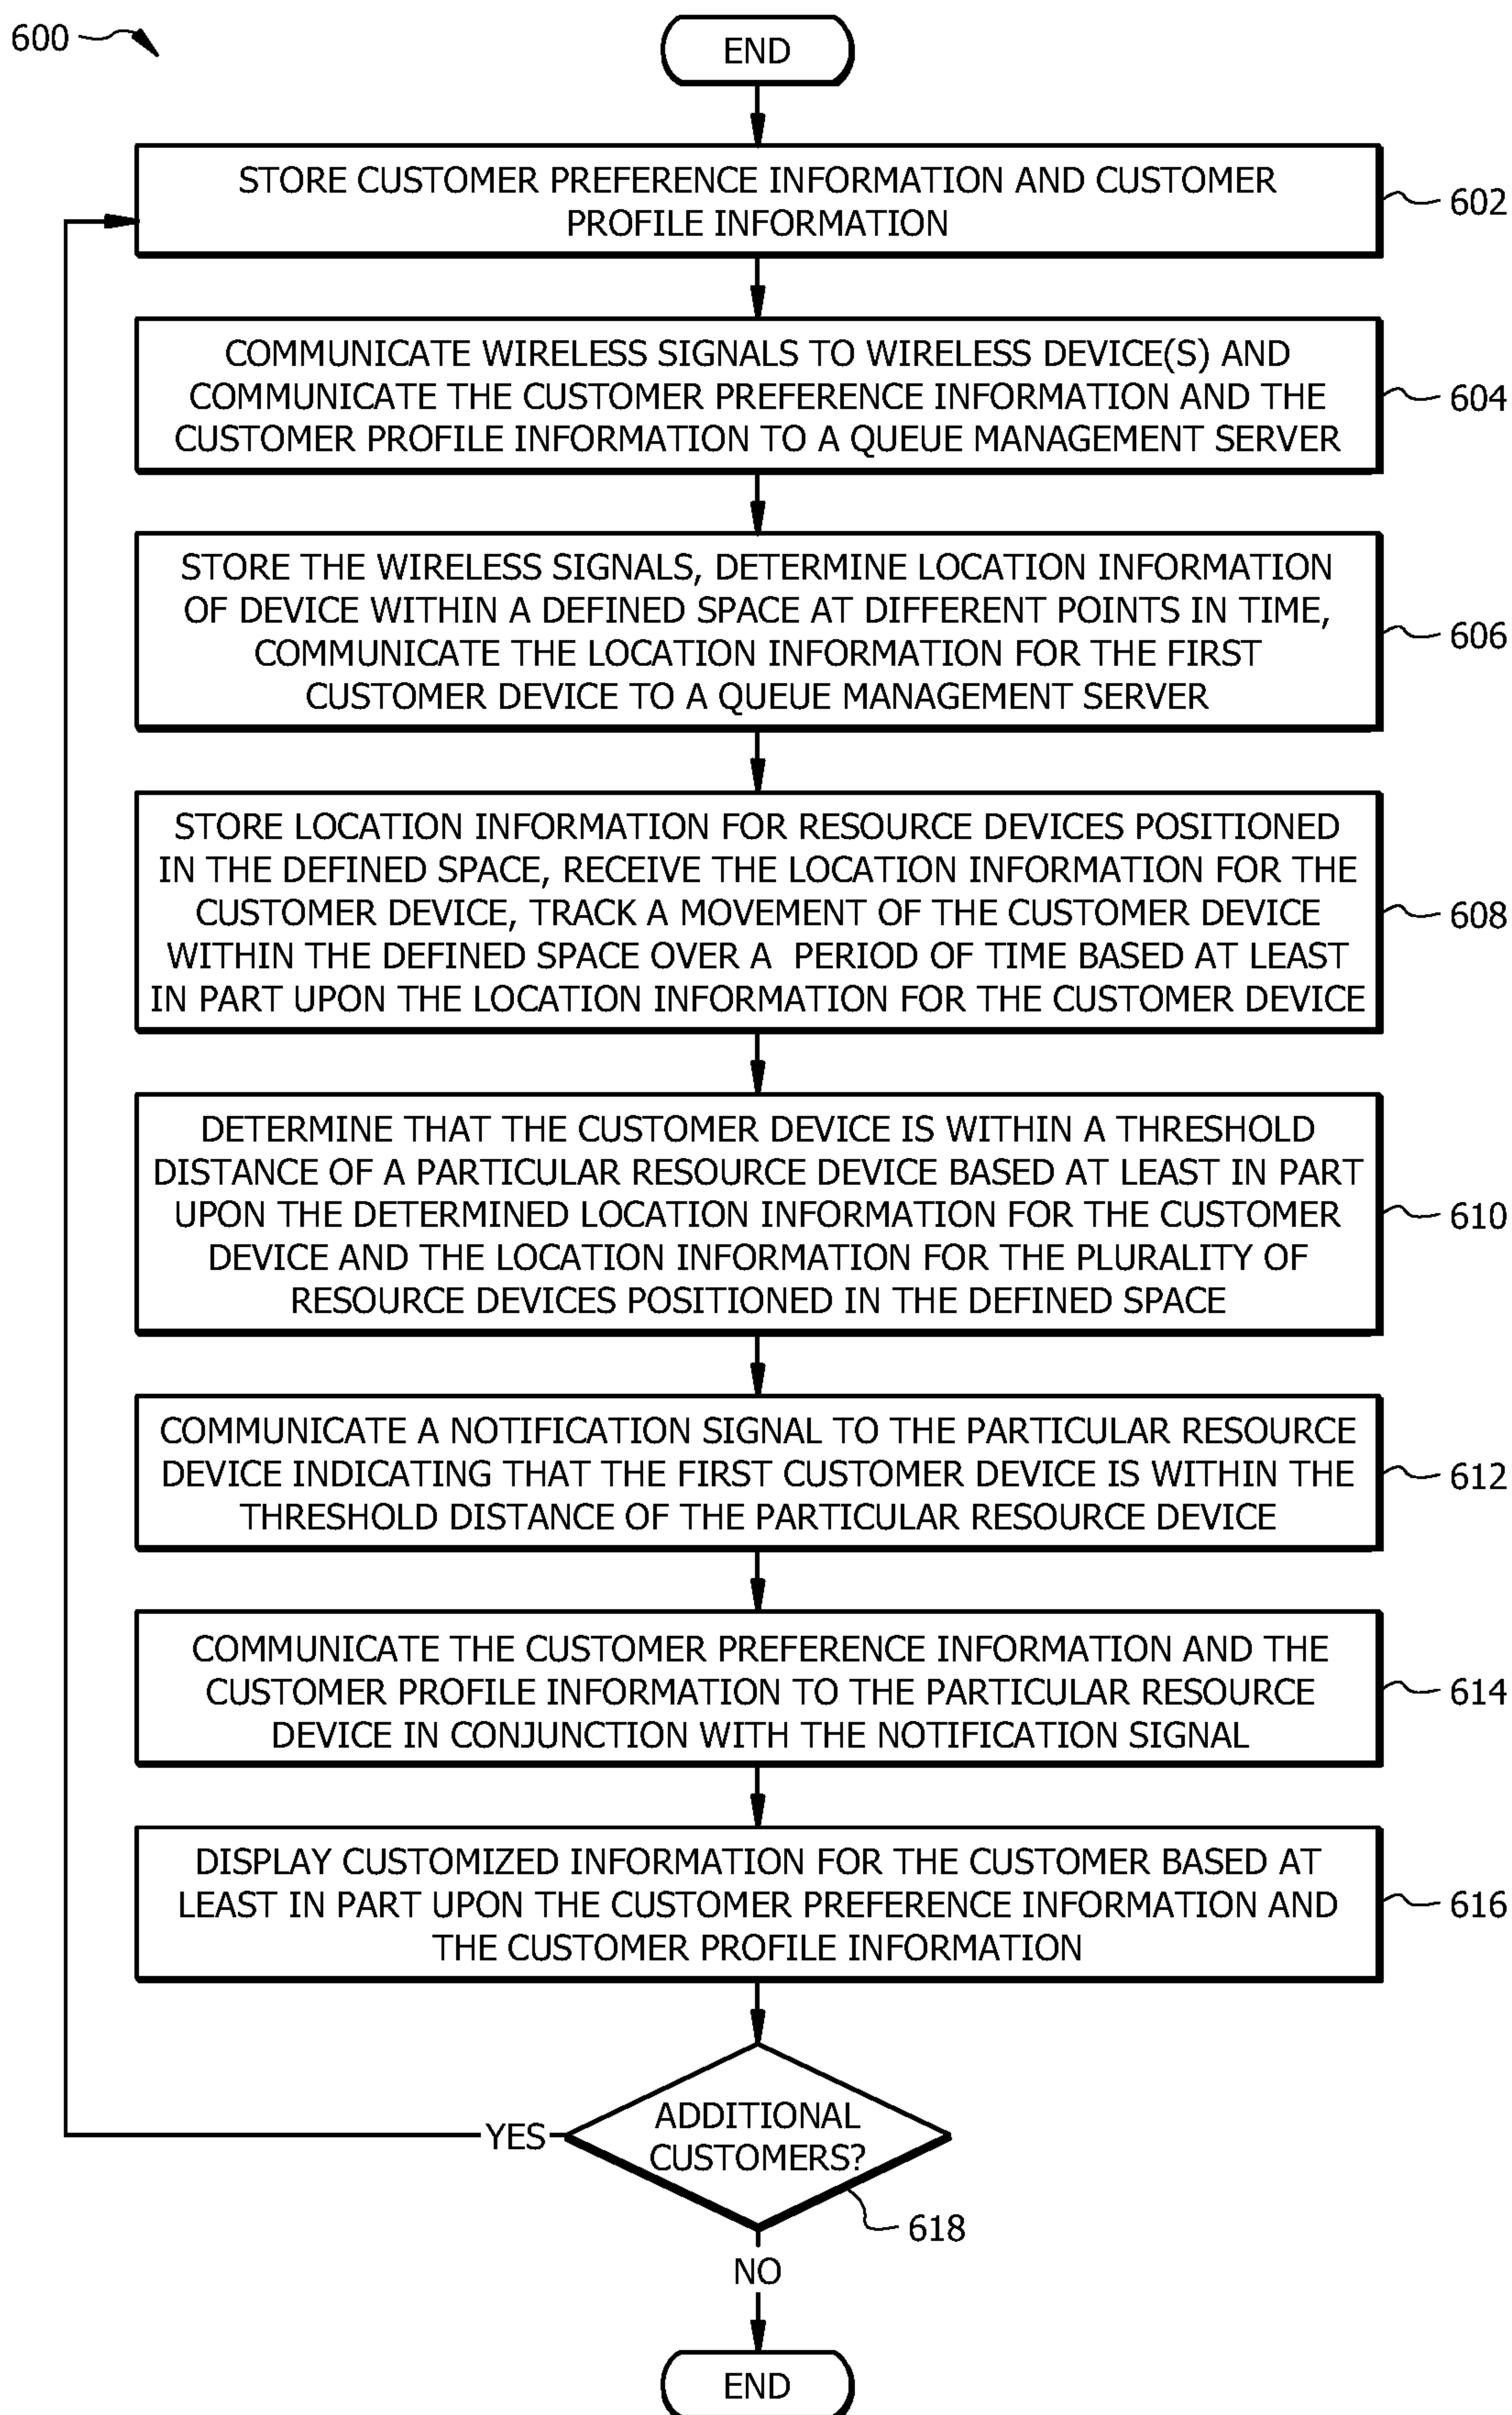 600
END
STORE CUSTOMER PREFERENCE INFORMATION AND CUSTOMER
PROFILE INFORMATION
602
COMMUNICATE WIRELESS SIGNALS TO WIRELESS DEVICE(S) AND
COMMUNICATE THE CUSTOMER PREFERENCE INFORMATION AND THE
CUSTOMER PROFILE INFORMATION TO A QUEUE MANAGEMENT SERVER
604
STORE THE WIRELESS SIGNALS, DETERMINE LOCATION INFORMATION
OF DEVICE WITHIN A DEFINED SPACE AT DIFFERENT POINTS IN TIME,
COMMUNICATE THE LOCATION INFORMATION FOR THE FIRST
CUSTOMER DEVICE TO A QUEUE MANAGEMENT SERVER
606
STORE LOCATION INFORMATION FOR RESOURCE DEVICES POSITIONED
IN THE DEFINED SPACE, RECEIVE THE LOCATION INFORMATION FOR THE
CUSTOMER DEVICE, TRACK A MOVEMENT OF THE CUSTOMER DEVICE
WITHIN THE DEFINED SPACE OVER A PERIOD OF TIME BASED AT LEAST
IN PART UPON THE LOCATION INFORMATION FOR THE CUSTOMER DEVICE
608
DETERMINE THAT THE CUSTOMER DEVICE IS WITHIN A THRESHOLD
DISTANCE OF A PARTICULAR RESOURCE DEVICE BASED AT LEAST IN PART
UPON THE DETERMINED LOCATION INFORMATION FOR THE CUSTOMER
DEVICE AND THE LOCATION INFORMATION FOR THE PLURALITY OF
RESOURCE DEVICES POSITIONED IN THE DEFINED SPACE
610
COMMUNICATE A NOTIFICATION SIGNAL TO THE PARTICULAR RESOURCE
DEVICE INDICATING THAT THE FIRST CUSTOMER DEVICE IS WITHIN THE
THRESHOLD DISTANCE OF THE PARTICULAR RESOURCE DEVICE
612
COMMUNICATE THE CUSTOMER PREFERENCE INFORMATION AND THE
CUSTOMER PROFILE INFORMATION TO THE PARTICULAR RESOURCE
DEVICE IN CONJUNCTION WITH THE NOTIFICATION SIGNAL
614
DISPLAY CUSTOMIZED INFORMATION FOR THE CUSTOMER BASED AT
LEAST IN PART UPON THE CUSTOMER PREFERENCE INFORMATION AND
THE CUSTOMER PROFILE INFORMATION
616
ADDITIONAL
CUSTOMERS?
YES
618
NO
END